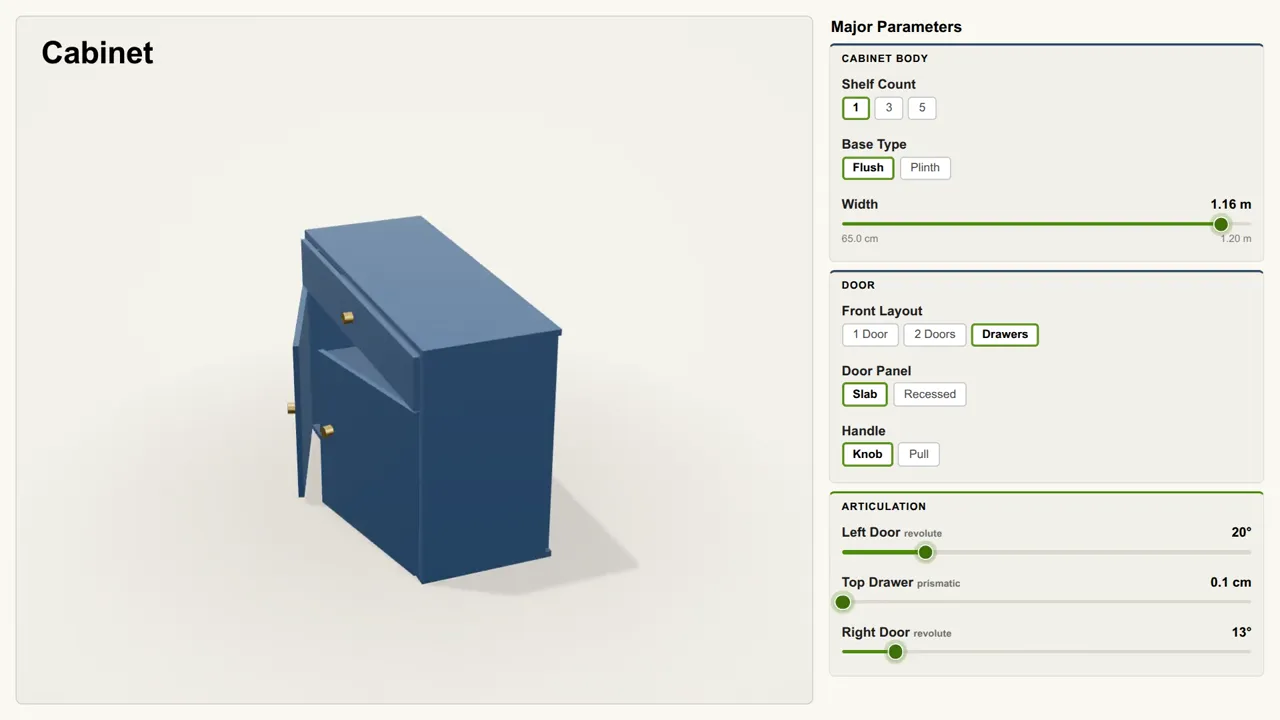 Cabinet
Major Parameters
CABINET BODY
Shelf Count
1 3 5
Base Type
Flush Plinth
Width 1.16 m
65.0 cm 1.20 m
DOOR
Front Layout
1 Door 2 Doors Drawers
Door Panel
Slab Recessed
Handle
Knob Pull
ARTICULATION
Left Door revolute 20°
Top Drawer prismatic 0.1 cm
Right Door revolute 13°